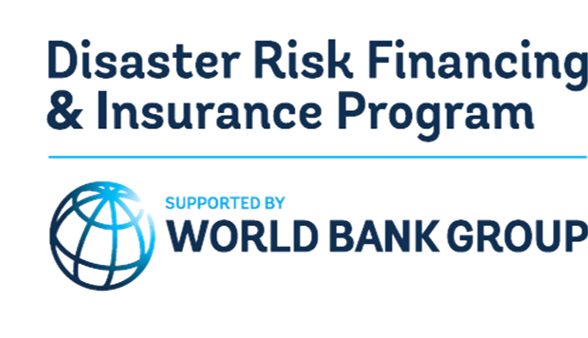 Disaster Risk Financing
& Insurance Program
SUPPORTED BY
WORLD BANK GROUP